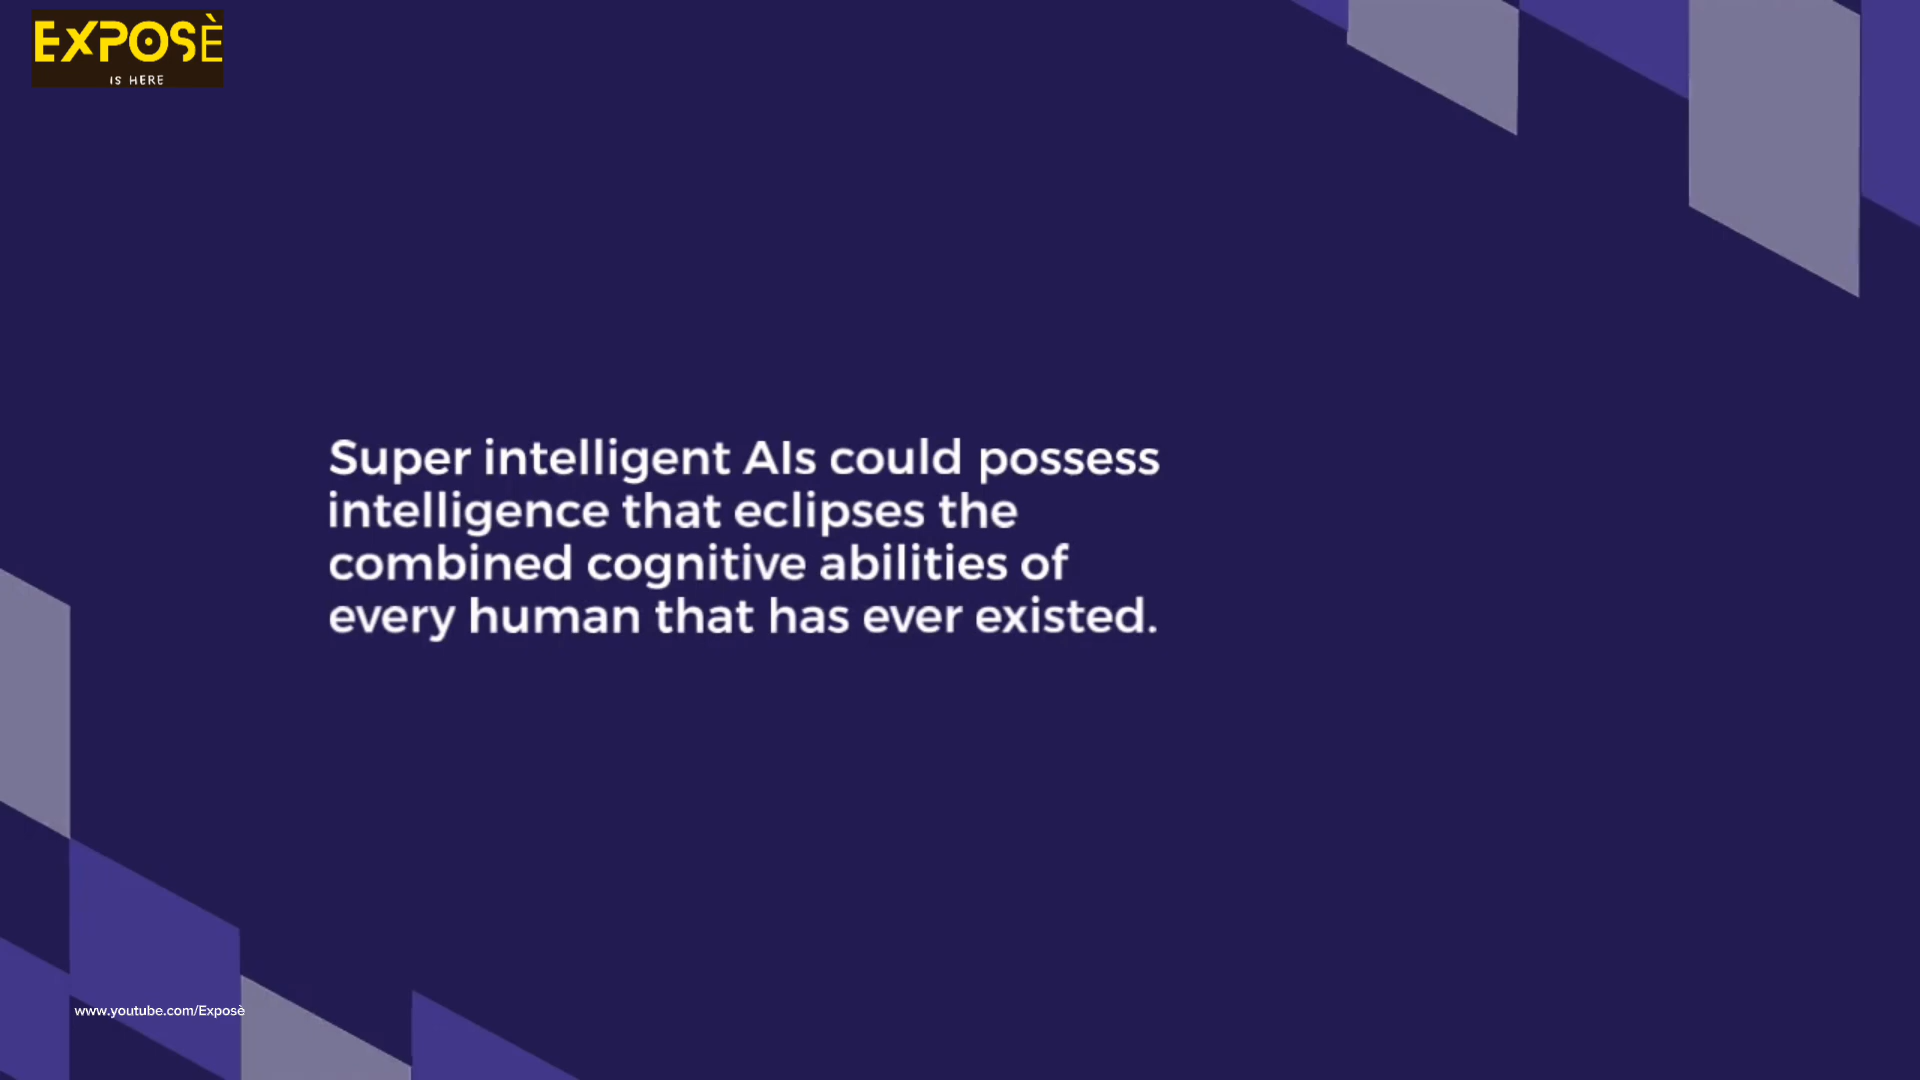 EXPOSÈ
IS HERE
Super intelligent AIs could possess
intelligence that eclipses the
combined cognitive abilities of
every human that has ever existed.
www.youtube.com/Exposè